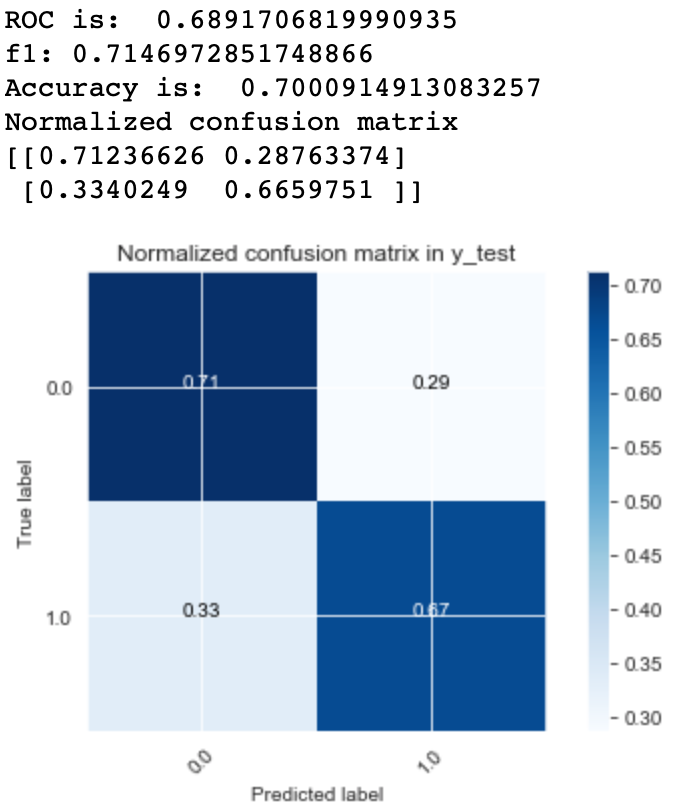 ROC is:  0.6891706819990935
f1: 0.7146972851748866
Accuracy is:  0.7000914913083257
Normalized confusion matrix
[[0.71236626 0.28763374]
 [0.3340249  0.6659751 ]]
Normalized confusion matrix in y_test
0.70
0.65
0.60
0.55
0.50
0.45
0.40
0.35
0.30
True label
0.0
0.71
0.29
1.0
0.33
0.67
0.0
1.0
Predicted label